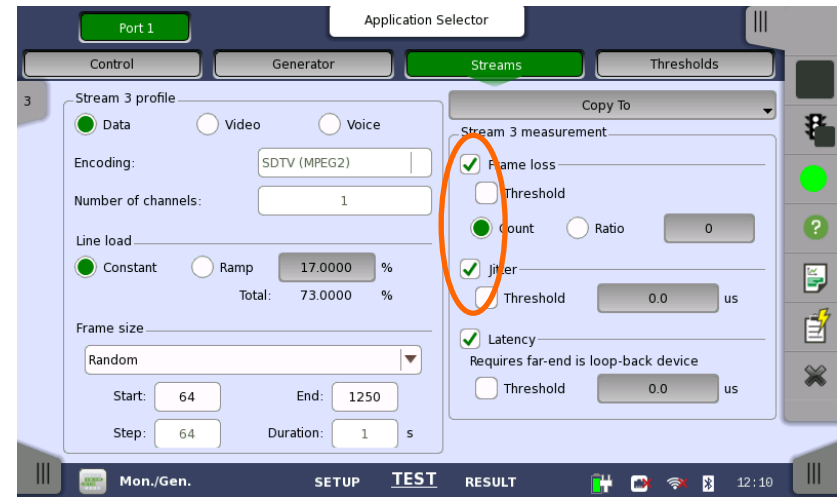 Port 1
Application Selector
Control Generator Streams Thresholds
3
Stream 3 profile
Data Video Voice
Encoding: SDTV (MPEG2)
Number of channels: 1
Line load
Constant Ramp 17.0000 %
Total: 73.0000 %
Frame size
Random
Start: 64 End: 1250
Step: 64 Duration: 1 s
Copy To
Stream 3 measurement
Frame loss
Threshold
Count Ratio 0
Jitter
Threshold 0.0 us
Latency
Requires far-end is loop-back device
Threshold 0.0 us
?
Mon./Gen. SETUP TEST RESULT 12:10